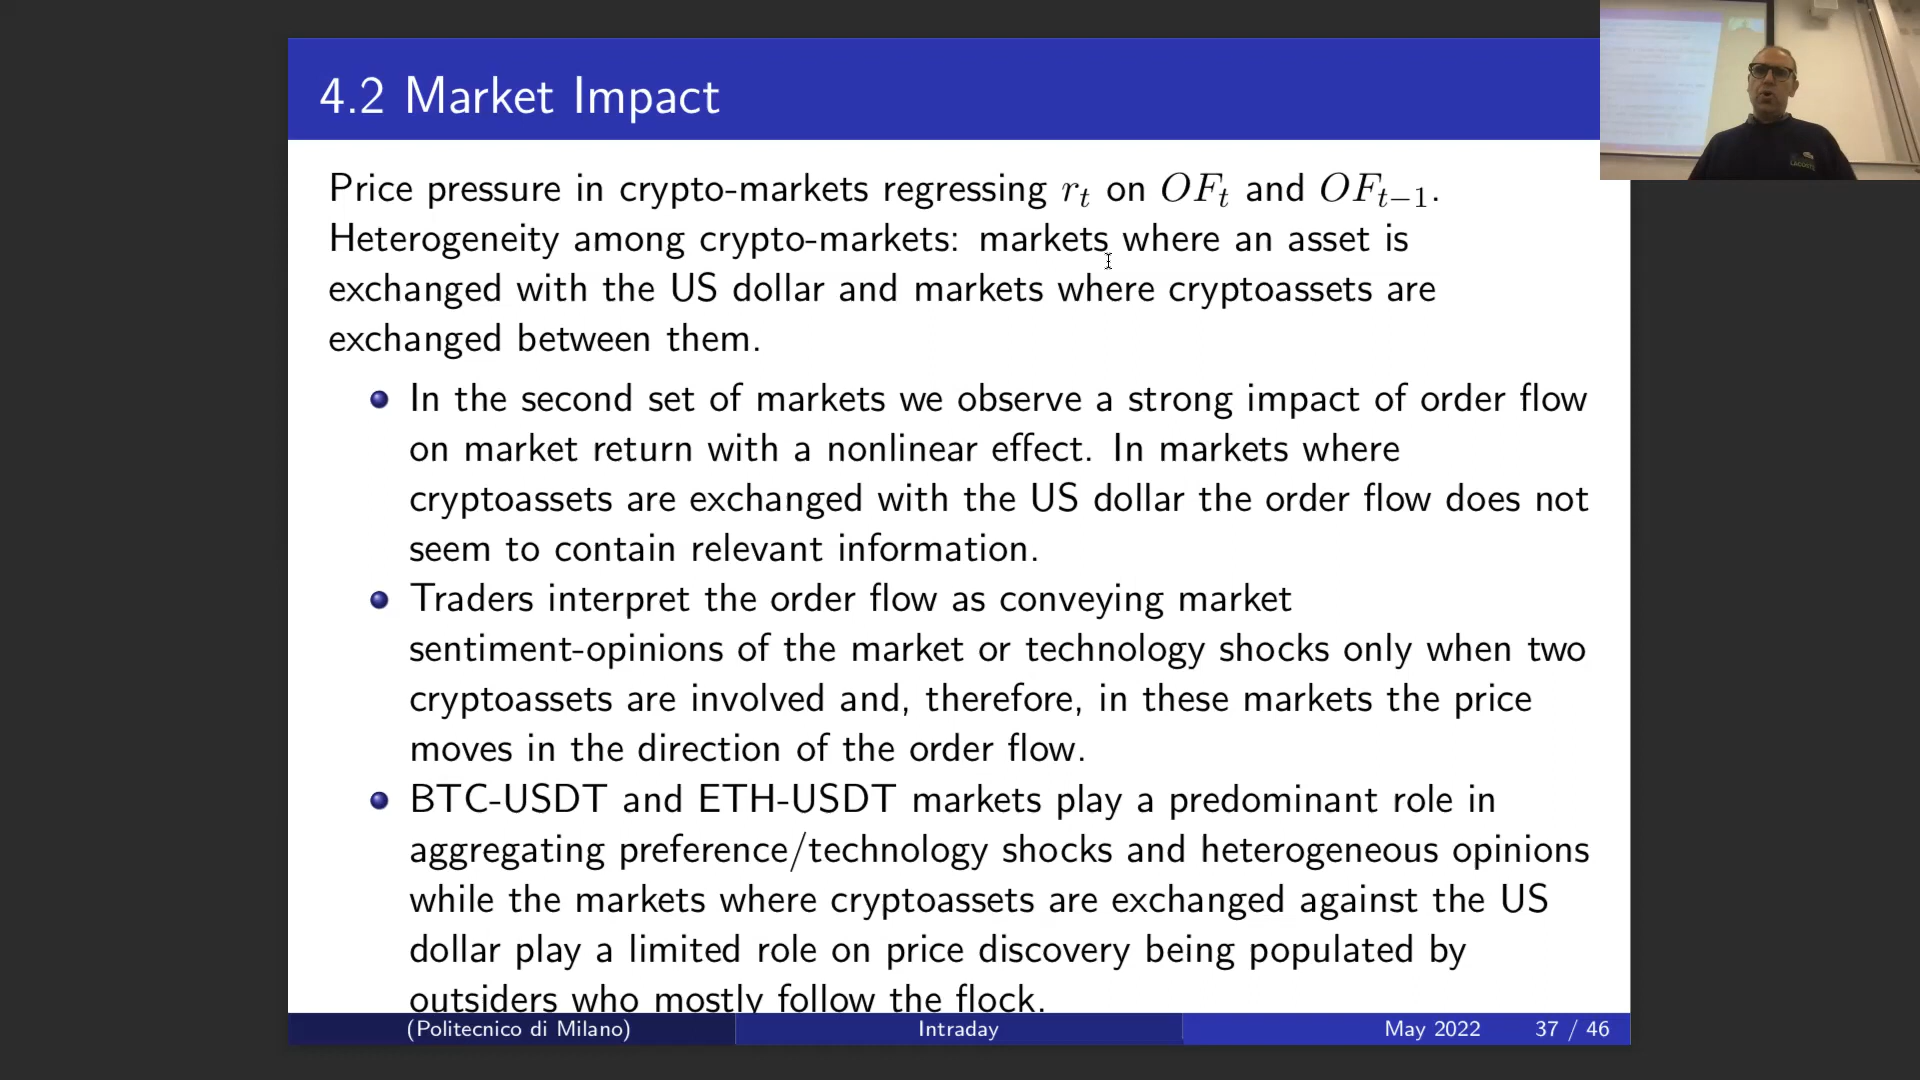 4.2 Market Impact
Price pressure in crypto-markets regressing r_t on OF_t and OF_{t−1}.
Heterogeneity among crypto-markets: markets where an asset is
exchanged with the US dollar and markets where cryptoassets are
exchanged between them.
In the second set of markets we observe a strong impact of order flow
on market return with a nonlinear effect. In markets where
cryptoassets are exchanged with the US dollar the order flow does not
seem to contain relevant information.
Traders interpret the order flow as conveying market
sentiment-opinions of the market or technology shocks only when two
cryptoassets are involved and, therefore, in these markets the price
moves in the direction of the order flow.
BTC-USDT and ETH-USDT markets play a predominant role in
aggregating preference/technology shocks and heterogeneous opinions
while the markets where cryptoassets are exchanged against the US
dollar play a limited role on price discovery being populated by
outsiders who mostly follow the flock.
(Politecnico di Milano) Intraday May 2022 37 / 46